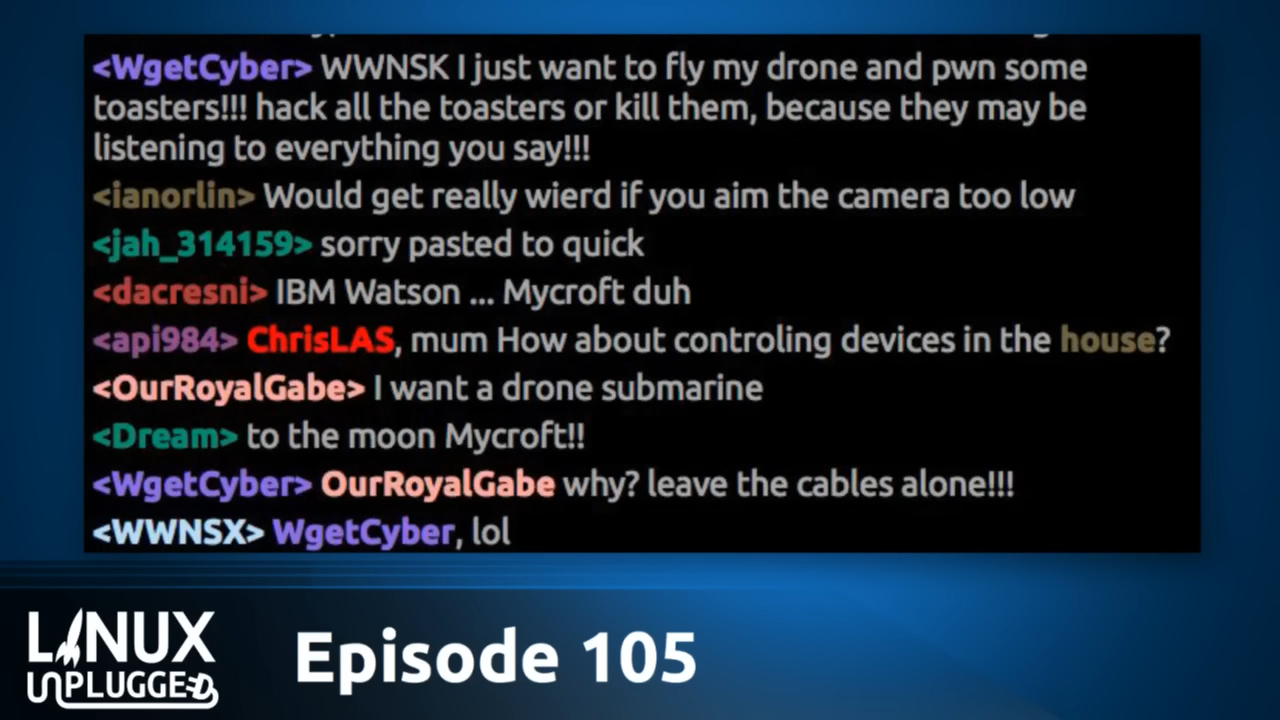 <WgetCyber> WWNSK I just want to fly my drone and pwn some
toasters!!! hack all the toasters or kill them, because they may be
listening to everything you say!!!
<ianorlin> Would get really wierd if you aim the camera too low
<jah_314159> sorry pasted to quick
<dacresni> IBM Watson ... Mycroft duh
<api984> ChrisLAS, mum How about controling devices in the house?
<OurRoyalGabe> I want a drone submarine
<Dream> to the moon Mycroft!!
<WgetCyber> OurRoyalGabe why? leave the cables alone!!!
<WWNSX> WgetCyber, lol
LINUX
UNPLUGGED
Episode 105